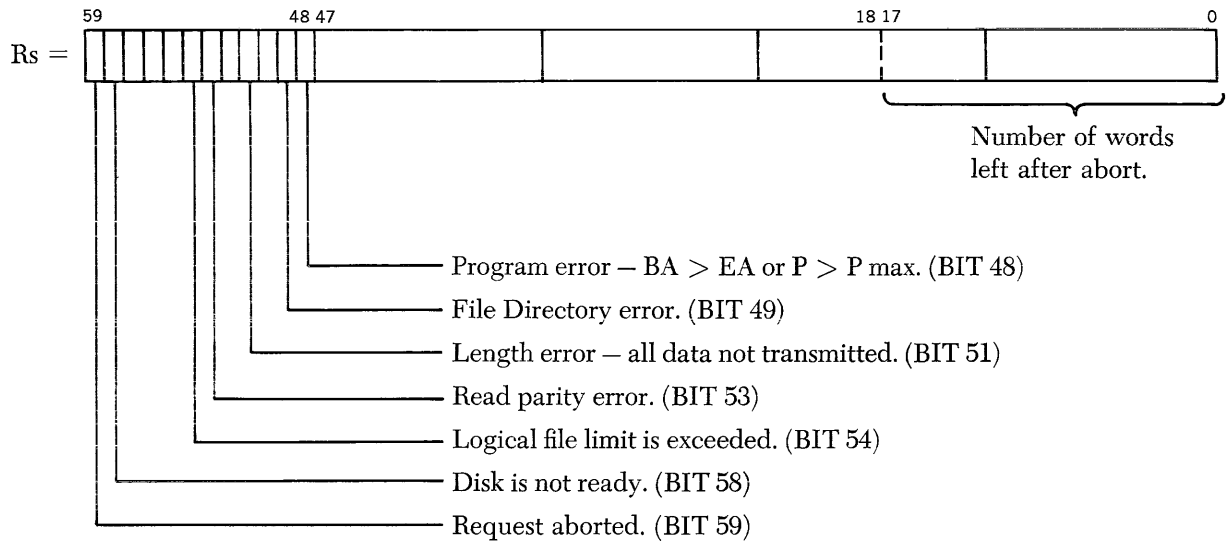 59 48 47 18 17 0
Rs =
Number of words
left after abort.
Program error – BA > EA or P > P max. (BIT 48)
File Directory error. (BIT 49)
Length error – all data not transmitted. (BIT 51)
Read parity error. (BIT 53)
Logical file limit is exceeded. (BIT 54)
Disk is not ready. (BIT 58)
Request aborted. (BIT 59)